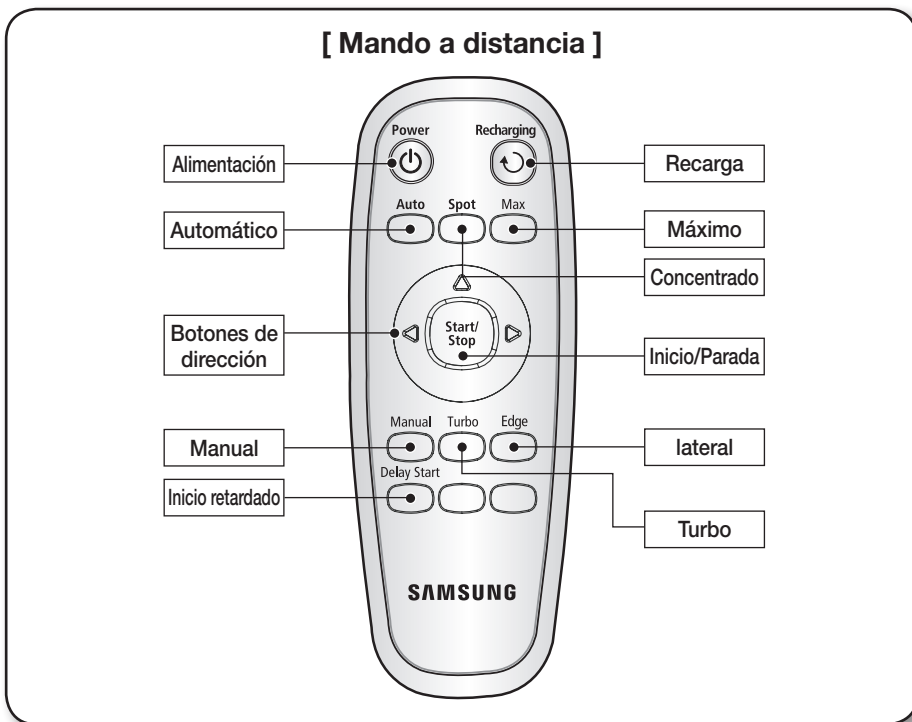 [ Mando a distancia ]
Power
Recharging
Alimentación
Recarga
Auto
Spot
Max
Automático
Máximo
Concentrado
Botones de
dirección
Start/
Stop
Inicio/Parada
Manual
Turbo
Edge
Manual
lateral
Delay Start
Inicio retardado
Turbo
SAMSUNG